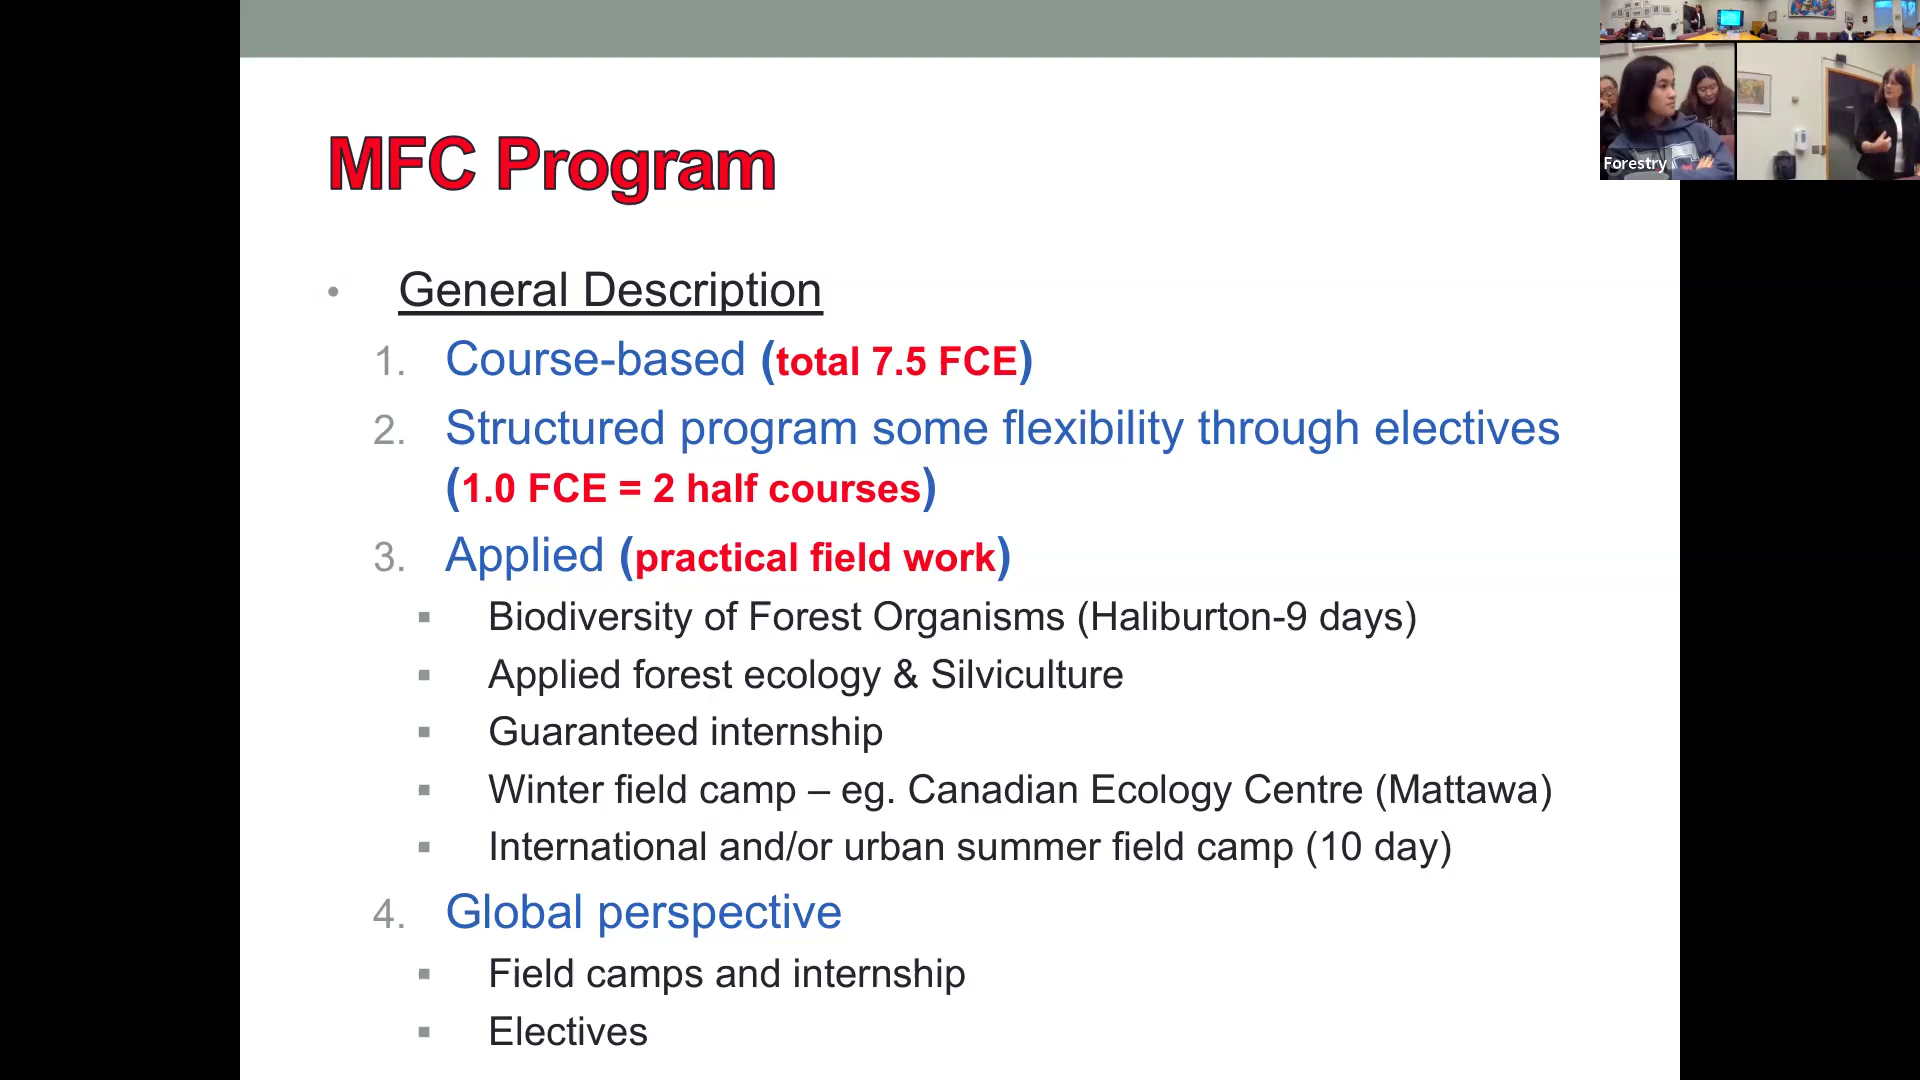 MFC Program
• General Description
1. Course-based (total 7.5 FCE)
2. Structured program some flexibility through electives
(1.0 FCE = 2 half courses)
3. Applied (practical field work)
▪ Biodiversity of Forest Organisms (Haliburton-9 days)
▪ Applied forest ecology & Silviculture
▪ Guaranteed internship
▪ Winter field camp – eg. Canadian Ecology Centre (Mattawa)
▪ International and/or urban summer field camp (10 day)
4. Global perspective
▪ Field camps and internship
▪ Electives
Forestry